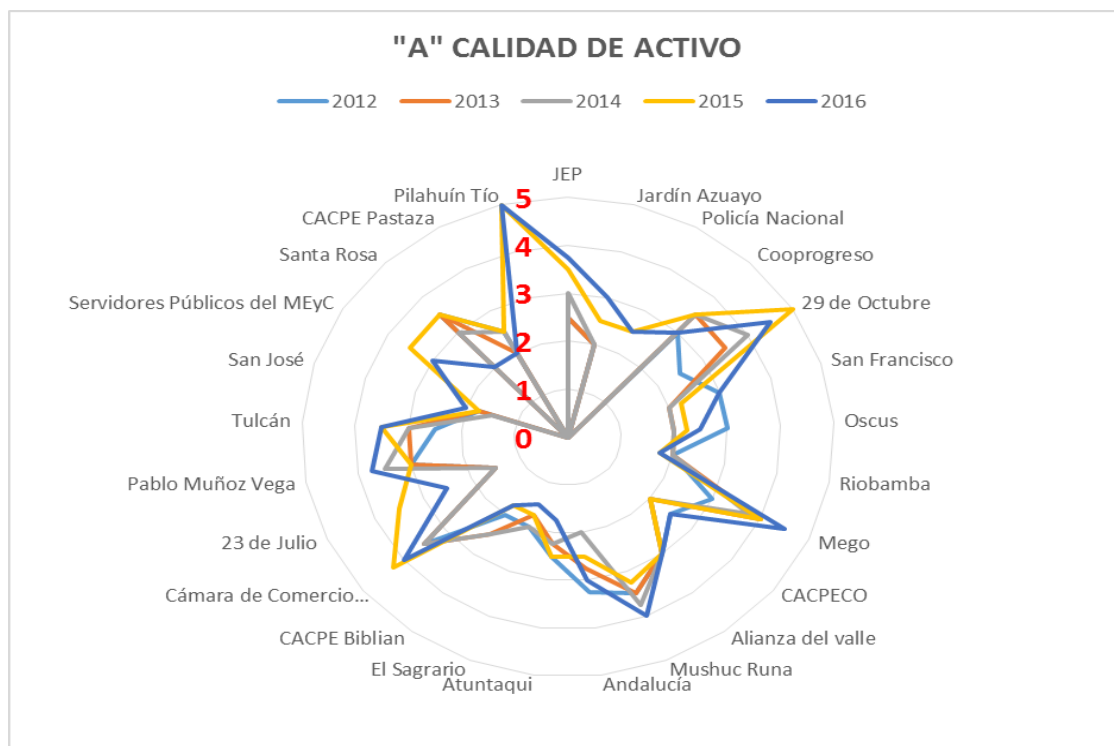 "A" CALIDAD DE ACTIVO
2012 2013 2014 2015 2016
JEP
Jardín Azuayo
Policía Nacional
Cooprogreso
29 de Octubre
San Francisco
Oscus
Riobamba
Mego
CACPECO
Alianza del valle
Mushuc Runa
Andalucía
Atuntaqui
El Sagrario
CACPE Biblian
Cámara de Comercio...
23 de Julio
Pablo Muñoz Vega
Tulcán
San José
Servidores Públicos del MEyC
Santa Rosa
CACPE Pastaza
Pilahuín Tío
5
4
3
2
1
0